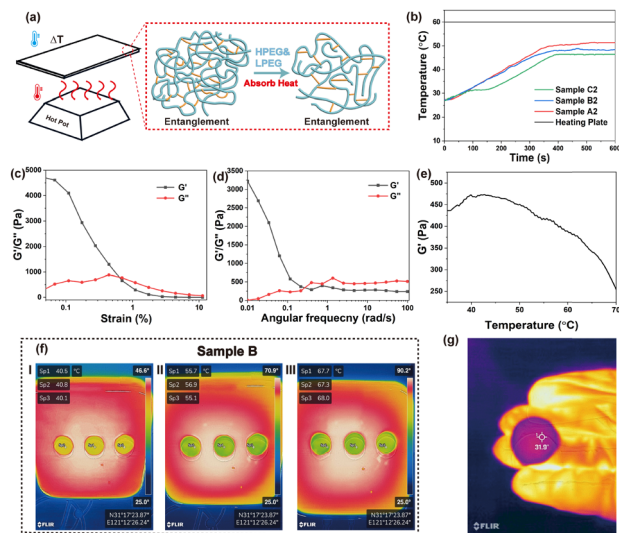 (a)
ΔT
Hot Pot
HPEG&
LPEG
Absorb Heat
Entanglement
Entanglement
(b)
Temperature (°C)
60
50
40
30
20
10
0
0 100 200 300 400 500 600
Time (s)
Sample C2
Sample B2
Sample A2
Heating Plate
(c)
G'/G'' (Pa)
5000
4000
3000
2000
1000
0
0.1 1 10
Strain (%)
G'
G''
(d)
G'/G'' (Pa)
3500
3000
2500
2000
1500
1000
500
0
0.01 0.1 1 10 100
Angular frequecny (rad/s)
G'
G''
(e)
G' (Pa)
500
450
400
350
300
250
40 50 60 70
Temperature (°C)
(f)
Sample B
I
Sp1 40.5 °C
Sp2 40.8
Sp3 40.1
46.6°
25.0°
N31°17'23.87"
E121°12'26.24"
FLIR
II
Sp1 55.7 °C
Sp2 56.9
Sp3 55.1
70.9°
25.0°
N31°17'23.87"
E121°12'26.24"
FLIR
III
Sp1 67.7 °C
Sp2 67.3
Sp3 68.0
90.2°
25.0°
N31°17'23.87"
E121°12'26.24"
FLIR
(g)
31.9°
FLIR